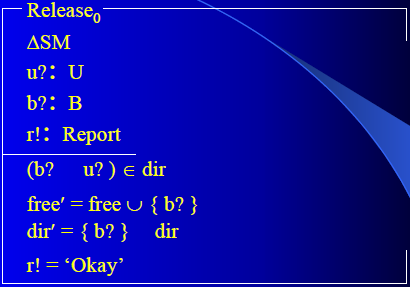 Release₀
ΔSM
u?: U
b?: B
r!: Report
(b? u? ) ∈ dir
free′ = free ∪ { b? }
dir′ = { b? } dir
r! = ‘Okay’